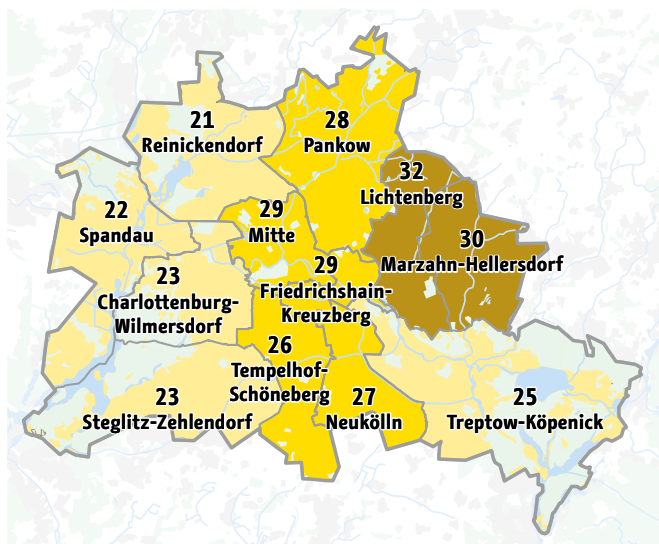 21
Reinickendorf
28
Pankow
32
Lichtenberg
22
Spandau
29
Mitte
30
Marzahn-Hellersdorf
23
Charlottenburg-
Wilmersdorf
29
Friedrichshain-
Kreuzberg
26
Tempelhof-
Schöneberg
23
Steglitz-Zehlendorf
27
Neukölln
25
Treptow-Köpenick